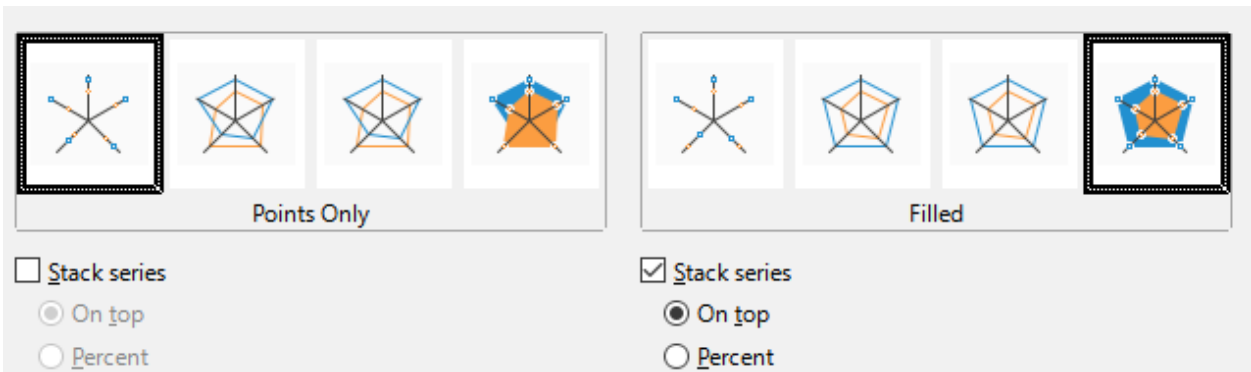 Points Only
Stack series
On top
Percent
Filled
Stack series
On top
Percent